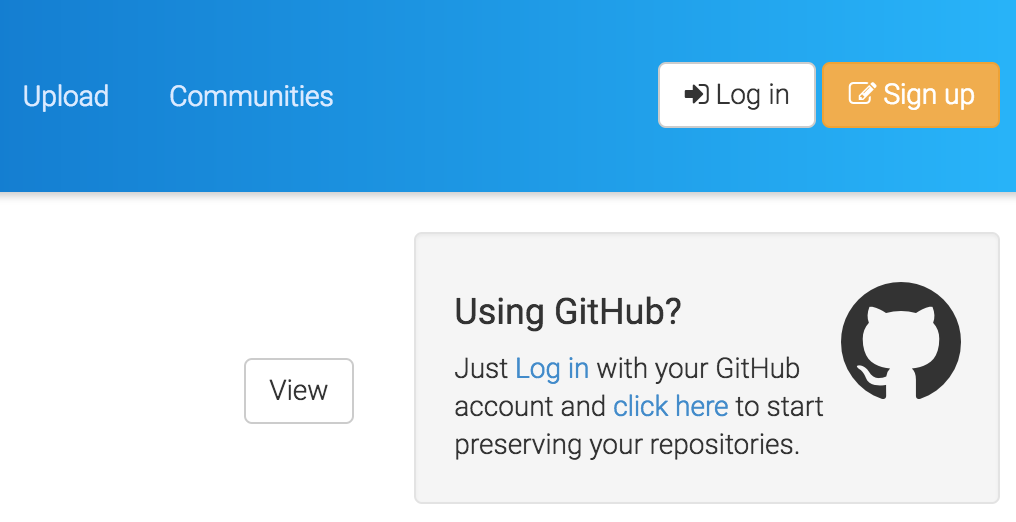 Upload Communities Log in Sign up
Using GitHub?
Just Log in with your GitHub
View
account and click here to start
preserving your repositories.